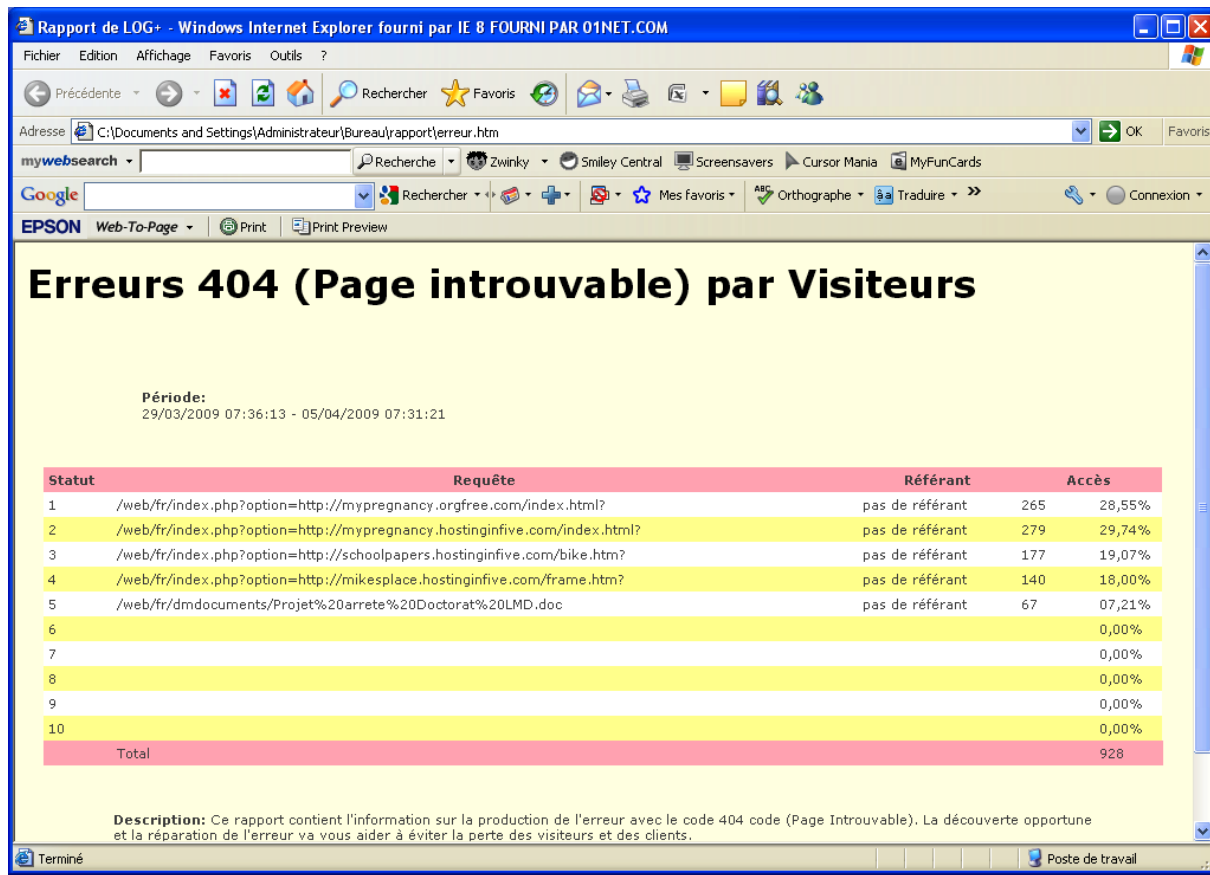 Rapport de LOG+ - Windows Internet Explorer fourni par IE 8 FOURNI PAR 01NET.COM
Fichier Edition Affichage Favoris Outils ?
Précédente Rechercher Favoris
Adresse C:\Documents and Settings\Administrateur\Bureau\rapport\erreur.htm OK Favoris
mywebsearch Recherche Zwinky Smiley Central Screensavers Cursor Mania MyFunCards
Google Rechercher Mes favoris ABC Orthographe Traduire Connexion
EPSON Web-To-Page Print Print Preview
Erreurs 404 (Page introuvable) par Visiteurs
Période:
29/03/2009 07:36:13 - 05/04/2009 07:31:21
Statut Requête Référant Accès
1 /web/fr/index.php?option=http://mypregnancy.orgfree.com/index.html? pas de référant 265 28,55%
2 /web/fr/index.php?option=http://mypregnancy.hostinginfive.com/index.html? pas de référant 279 29,74%
3 /web/fr/index.php?option=http://schoolpapers.hostinginfive.com/bike.htm? pas de référant 177 19,07%
4 /web/fr/index.php?option=http://mikesplace.hostinginfive.com/frame.htm? pas de référant 140 18,00%
5 /web/fr/dmdocuments/Projet%20arrete%20Doctorat%20LMD.doc pas de référant 67 07,21%
6 0,00%
7 0,00%
8 0,00%
9 0,00%
10 0,00%
Total 928
Description: Ce rapport contient l'information sur la production de l'erreur avec le code 404 code (Page Introuvable). La découverte opportune
et la réparation de l'erreur va vous aider à éviter la perte des visiteurs et des clients.
Terminé Poste de travail